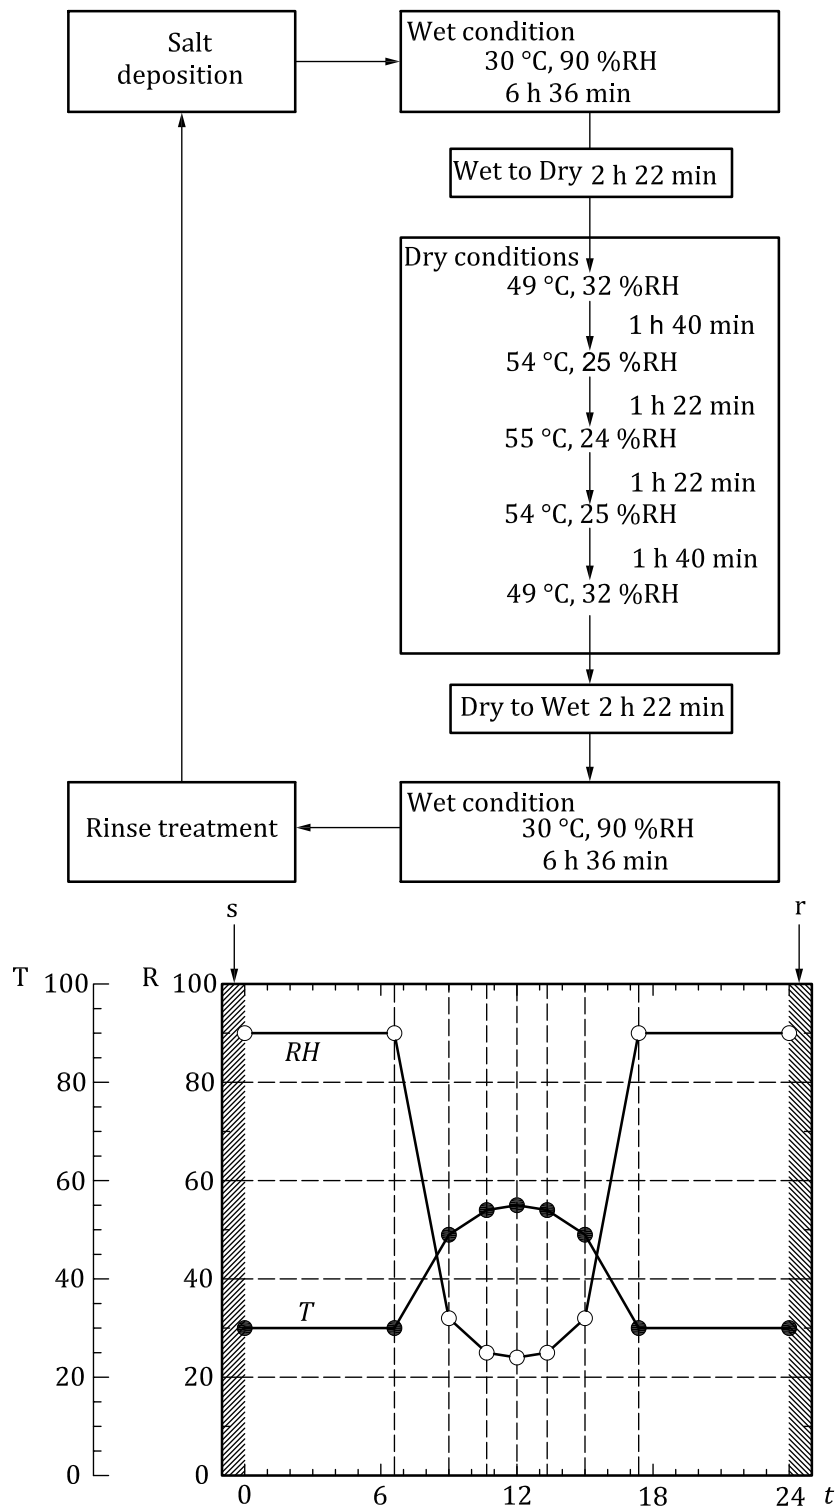 Salt
deposition
Wet condition
30 °C, 90 %RH
6 h 36 min
Wet to Dry 2 h 22 min
Dry conditions
49 °C, 32 %RH
1 h 40 min
54 °C, 25 %RH
1 h 22 min
55 °C, 24 %RH
1 h 22 min
54 °C, 25 %RH
1 h 40 min
49 °C, 32 %RH
Dry to Wet 2 h 22 min
Rinse treatment
Wet condition
30 °C, 90 %RH
6 h 36 min
s
r
T 100
R 100
RH
80
80
60
60
40
40
T
20
20
0
0
0 6 12 18 24 t